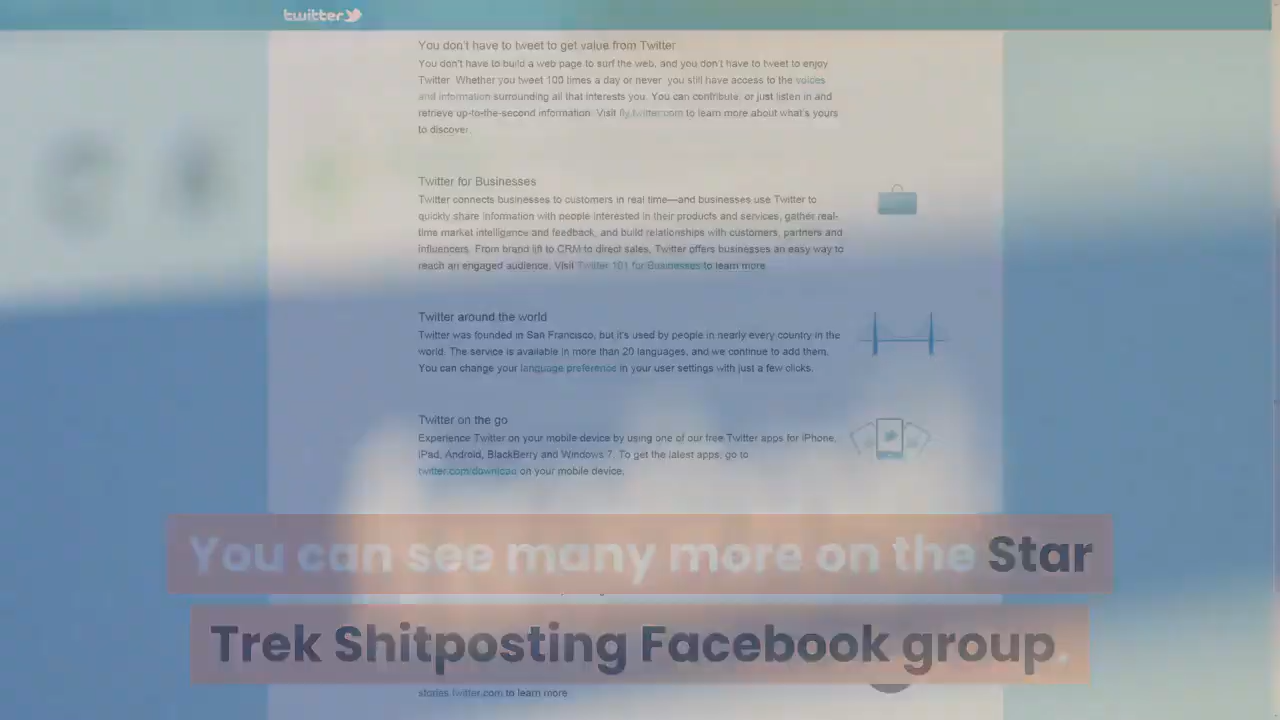 twitter
You don't have to tweet to get value from Twitter
You don't have to build a web page to surf the web, and you don't have to tweet to enjoy
Twitter. Whether you tweet 100 times a day or never, you still have access to the voices
and information surrounding all that interests you. You can contribute, or just listen in and
retrieve up-to-the-second information. Visit fly.twitter.com to learn more about what's yours
to discover.
Twitter for Businesses
Twitter connects businesses to customers in real time—and businesses use Twitter to
quickly share information with people interested in their products and services, gather real-
time market intelligence and feedback, and build relationships with customers, partners and
influencers. From brand lift to CRM to direct sales, Twitter offers businesses an easy way to
reach an engaged audience. Visit Twitter 101 for Businesses to learn more.
Twitter around the world
Twitter was founded in San Francisco, but it's used by people in nearly every country in the
world. The service is available in more than 20 languages, and we continue to add them.
You can change your language preference in your user settings with just a few clicks.
Twitter on the go
Experience Twitter on your mobile device by using one of our free Twitter apps for iPhone,
iPad, Android, BlackBerry and Windows 7. To get the latest apps, go to
twitter.com/download on your mobile device.
You can see many more on the Star
Trek Shitposting Facebook group.
stories.twitter.com to learn more.